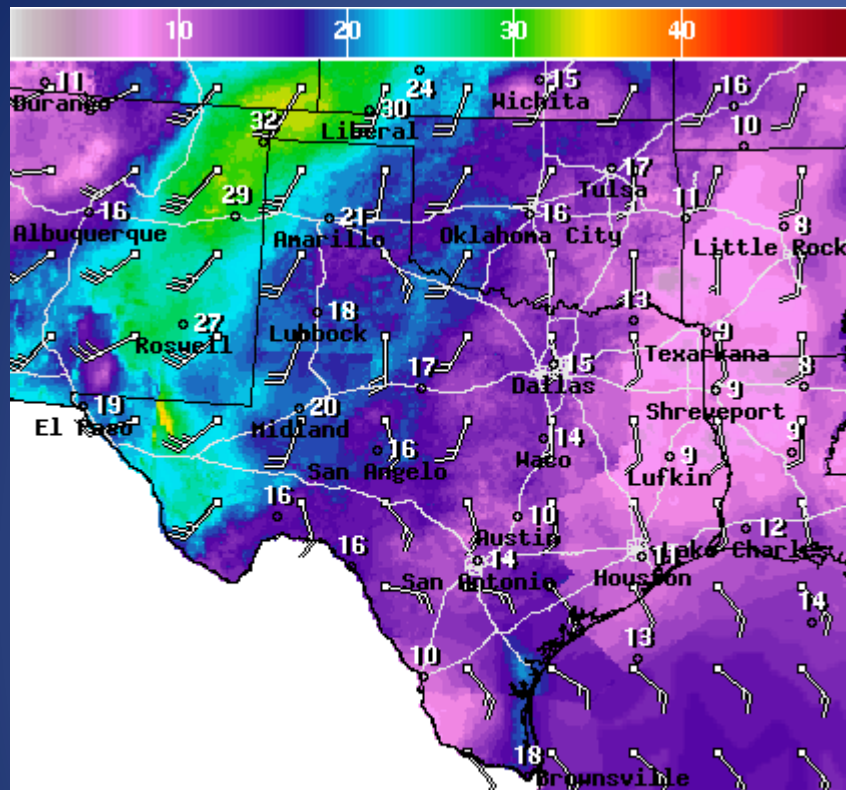 10 20 30 40
11
Durango
24
15
Wichita
16
30
Liberal
32
10
17
Tulsa
16
Albuquerque
29
21
Amarillo
16
Oklahoma City
11
8
Little Rock
27
Roswell
18
Lubbock
13
9
Texarkana
15
Dallas
17
19
El Paso
20
Midland
9
Shreveport
8
16
San Angelo
14
Waco
9
Lufkin
9
16
10
Austin
12
Lake Charles
16
14
San Antonio
11
Houston
14
13
10
18
Brownsville